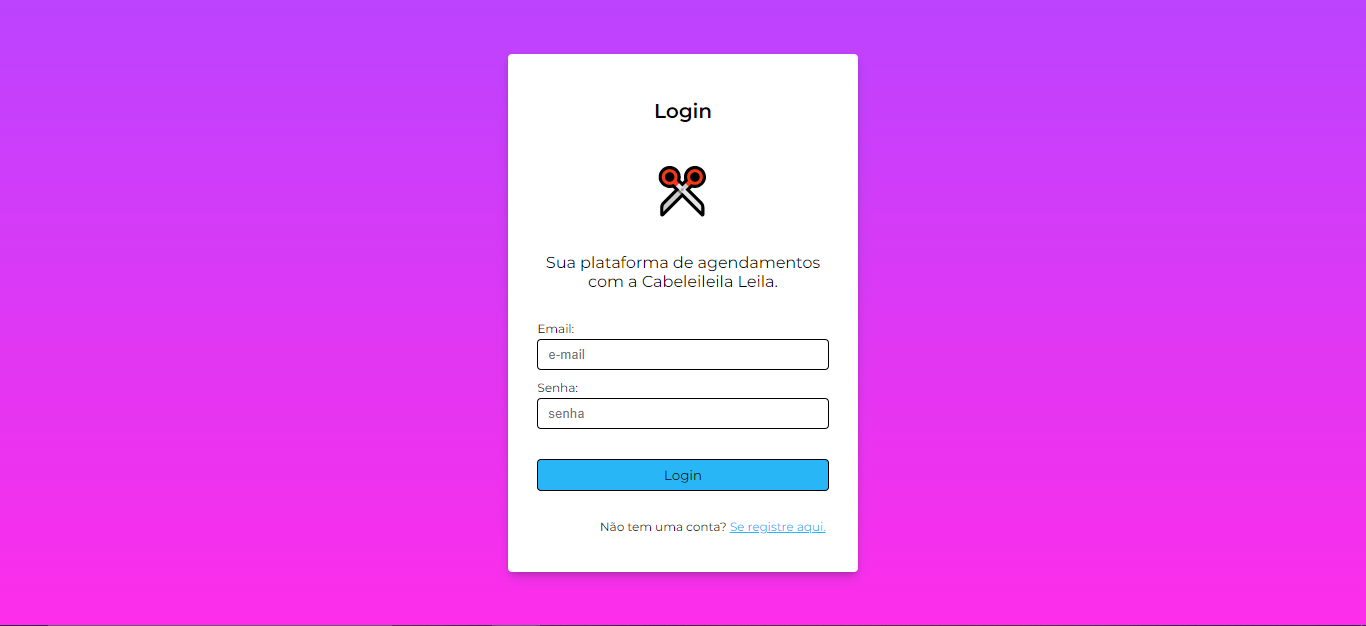 Login
Sua plataforma de agendamentos
com a Cabeleileila Leila.
Email:
e-mail
Senha:
senha
Login
Não tem uma conta? Se registre aqui.